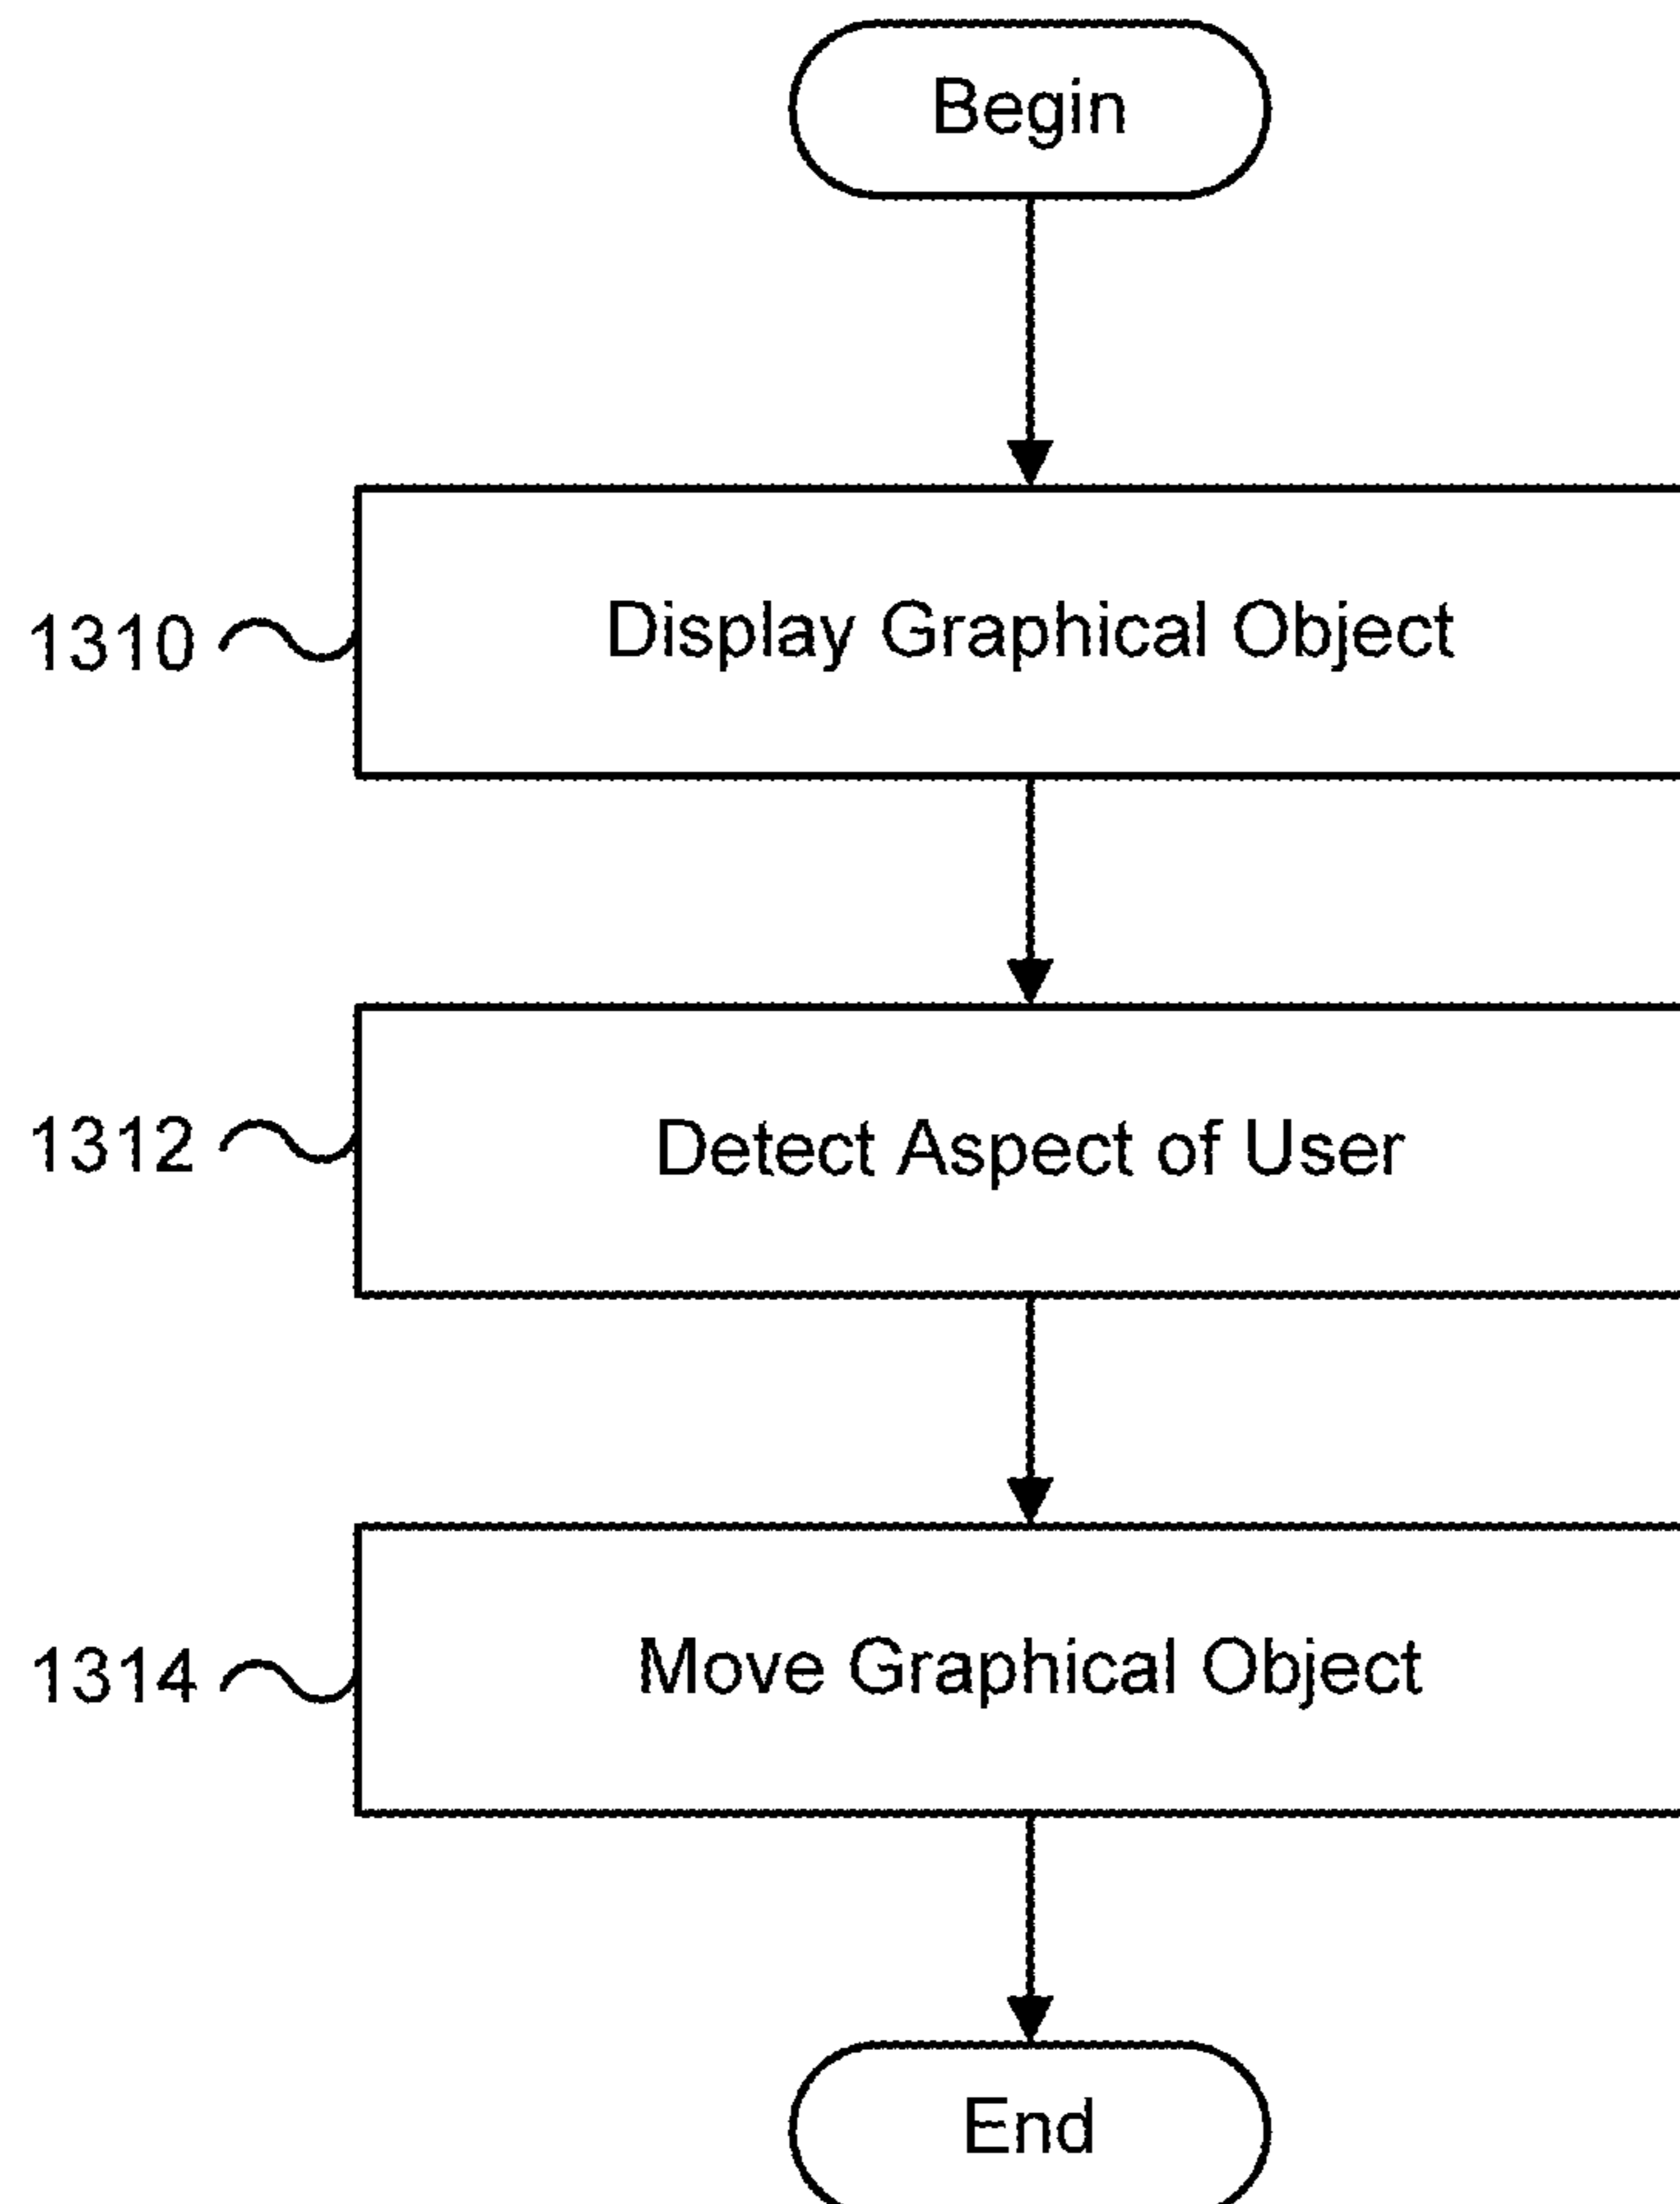 Begin
1310
Display Graphical Object
1312
Detect Aspect of User
1314
Move Graphical Object
End